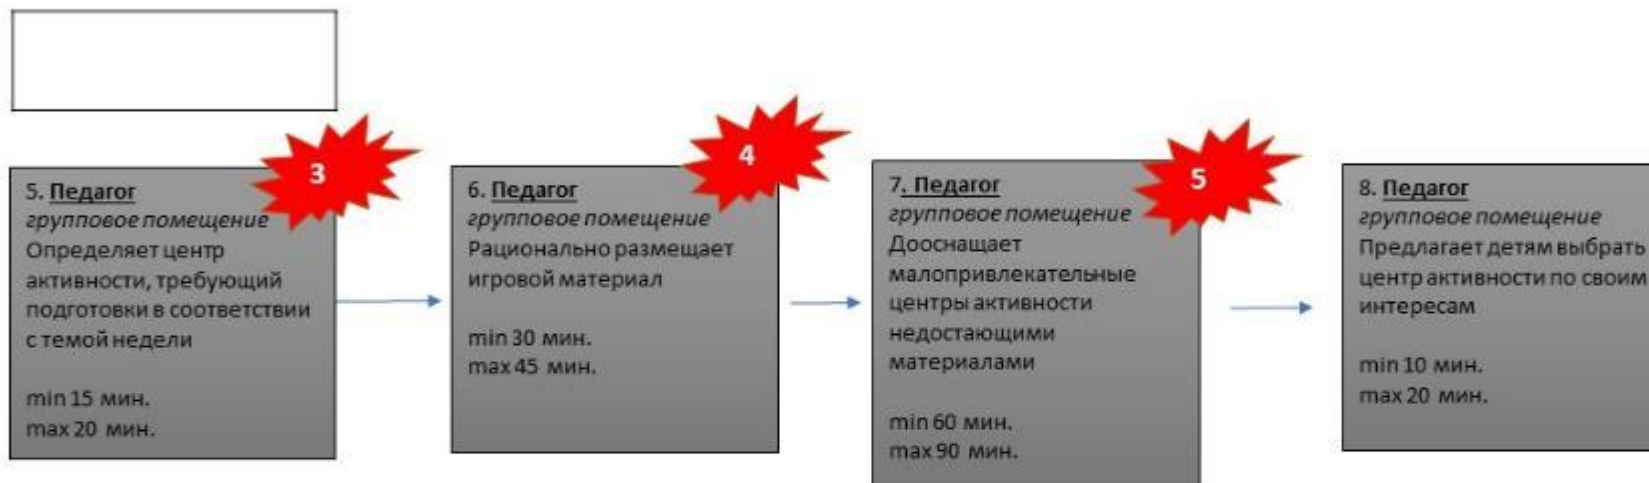 3
5. Педагог
групповое помещение
Определяет центр
активности, требующий
подготовки в соответствии
с темой недели
min 15 мин.
max 20 мин.
4
6. Педагог
групповое помещение
Рационально размещает
игровой материал
min 30 мин.
max 45 мин.
5
7. Педагог
групповое помещение
Дооснащает
малопривлекательные
центры активности
недостающими
материалами
min 60 мин.
max 90 мин.
8. Педагог
групповое помещение
Предлагает детям выбрать
центр активности по своим
интересам
min 10 мин.
max 20 мин.